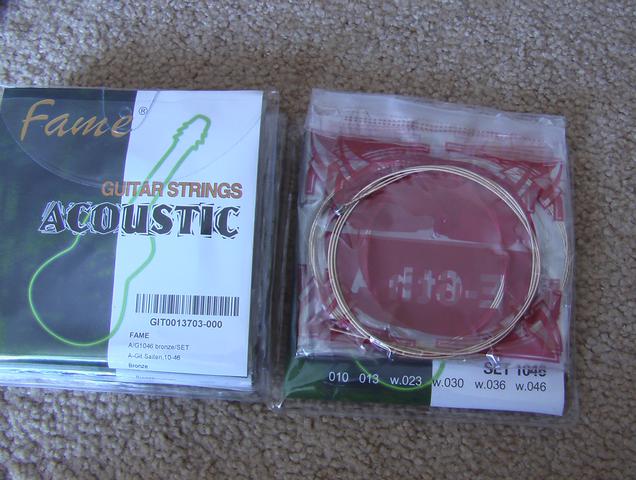 Fame®
GUITAR STRINGS
ACOUSTIC
GIT0013703-000
FAME
A/G1046 bronze/SET
A-Git Saiten,10-46
Bronze
E-6th
SET 1046
010 013 w.023 w.030 w.036 w.046